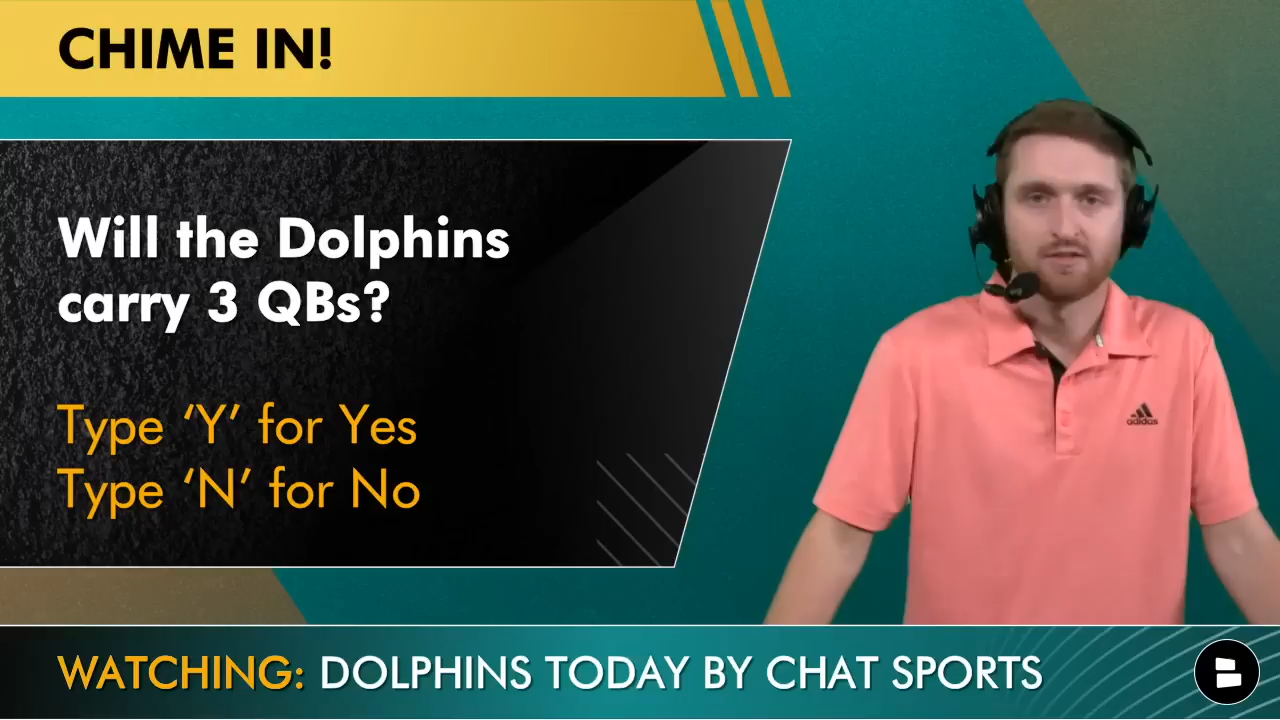 CHIME IN!
Will the Dolphins
carry 3 QBs?
Type ‘Y’ for Yes
Type ‘N’ for No
adidas
WATCHING: DOLPHINS TODAY BY CHAT SPORTS